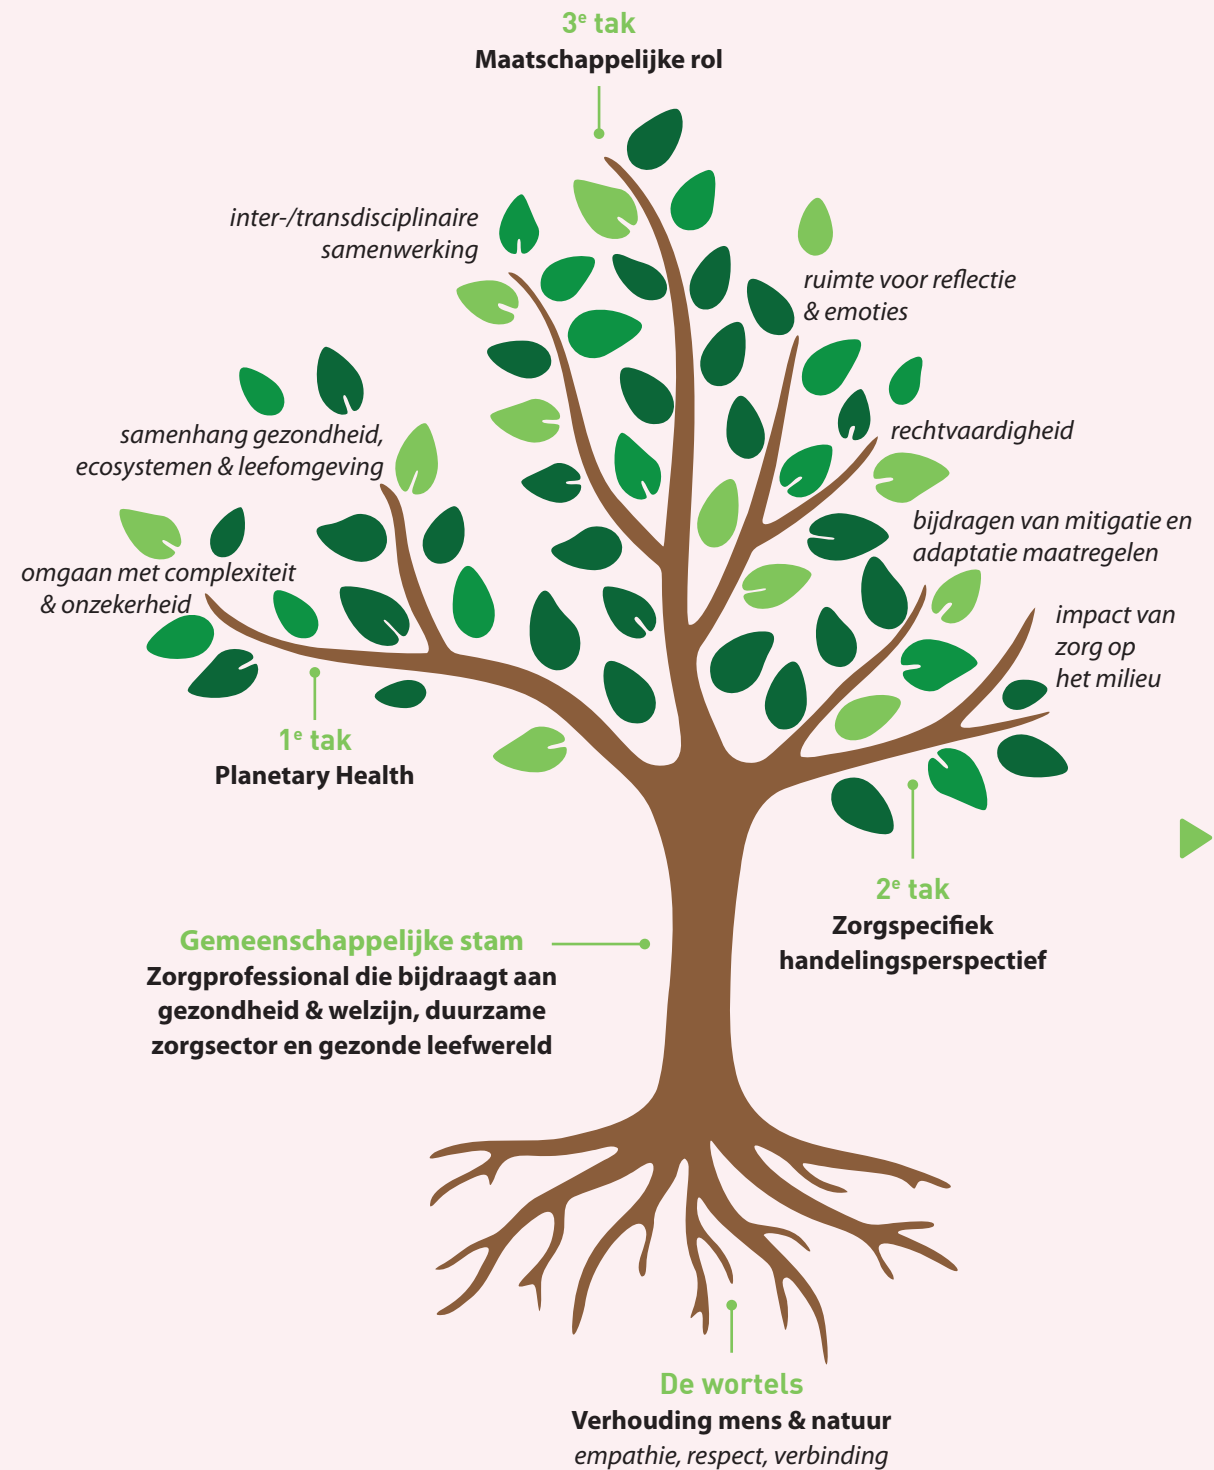 3e tak
Maatschappelijke rol
inter-/transdisciplinaire
samenwerking
ruimte voor reflectie
& emoties
samenhang gezondheid,
ecosystemen & leefomgeving
rechtvaardigheid
bijdragen van mitigatie en
adaptatie maatregelen
omgaan met complexiteit
& onzekerheid
impact van
zorg op
het milieu
1e tak
Planetary Health
2e tak
Zorgspecifiek
handelingsperspectief
Gemeenschappelijke stam
Zorgprofessional die bijdraagt aan
gezondheid & welzijn, duurzame
zorgsector en gezonde leefwereld
De wortels
Verhouding mens & natuur
empathie, respect, verbinding